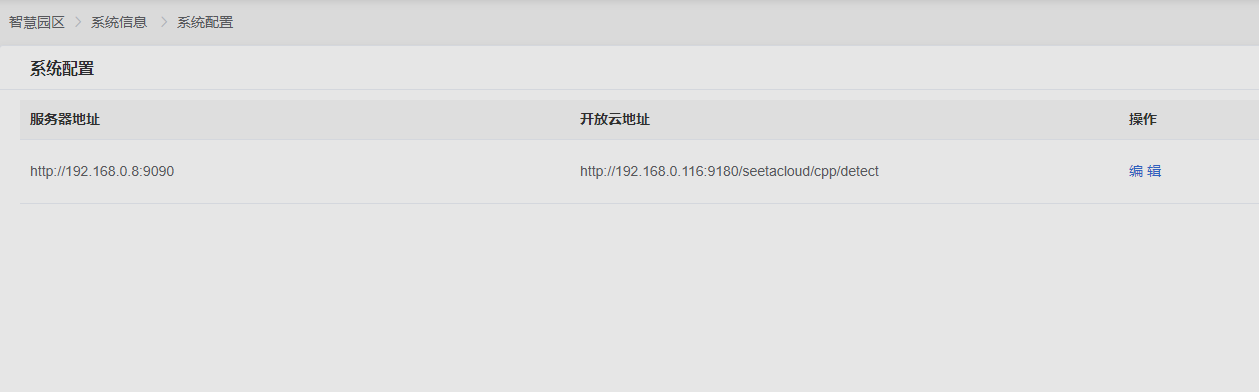 智慧园区 > 系统信息 > 系统配置
系统配置
服务器地址 开放云地址 操作
http://192.168.0.8:9090 http://192.168.0.116:9180/seetacloud/cpp/detect 编 辑